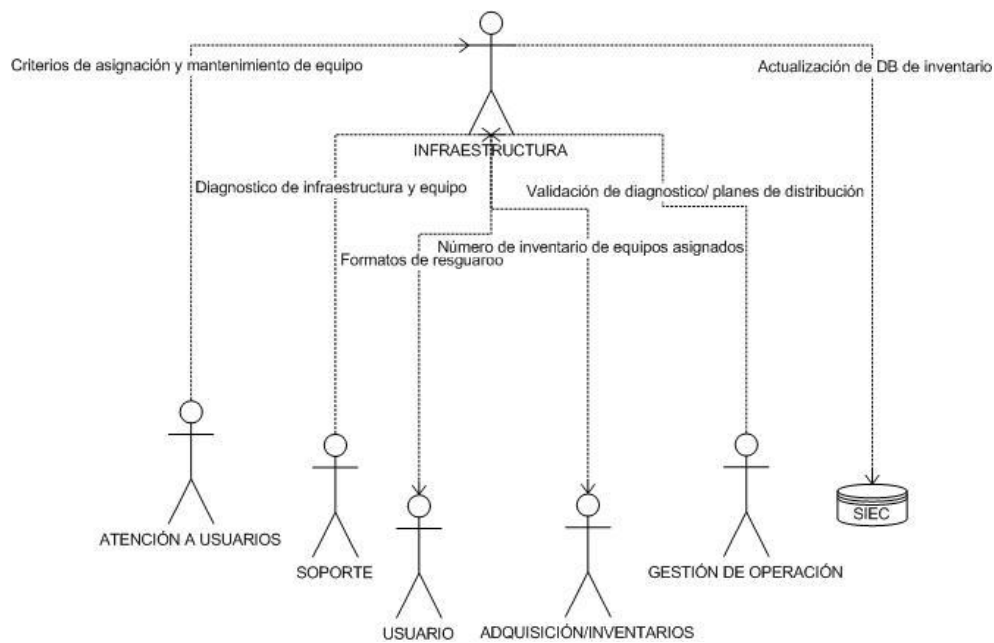 Criterios de asignación y mantenimiento de equipo
Actualización de DB de inventario
INFRAESTRUCTURA
Diagnostico de infraestructura y equipo
Validación de diagnostico/ planes de distribución
Número de inventario de equipos asignados
Formatos de resguardo
SIEC
ATENCIÓN A USUARIOS
SOPORTE
GESTIÓN DE OPERACIÓN
USUARIO
ADQUISICIÓN/INVENTARIOS